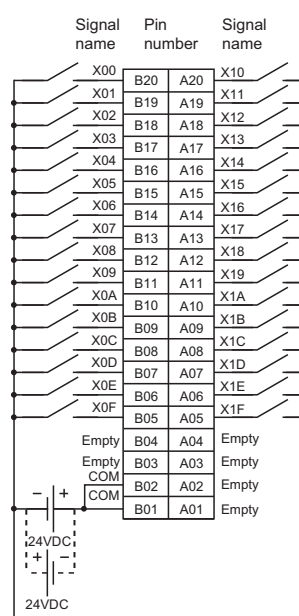 Signal name Pin number Signal name
X00 B20 A20 X10
X01 B19 A19 X11
X02 B18 A18 X12
X03 B17 A17 X13
X04 B16 A16 X14
X05 B15 A15 X15
X06 B14 A14 X16
X07 B13 A13 X17
X08 B12 A12 X18
X09 B11 A11 X19
X0A B10 A10 X1A
X0B B09 A09 X1B
X0C B08 A08 X1C
X0D B07 A07 X1D
X0E B06 A06 X1E
X0F B05 A05 X1F
Empty B04 A04 Empty
Empty B03 A03 Empty
COM B02 A02 Empty
COM B01 A01 Empty
− +
24VDC
+ −
24VDC